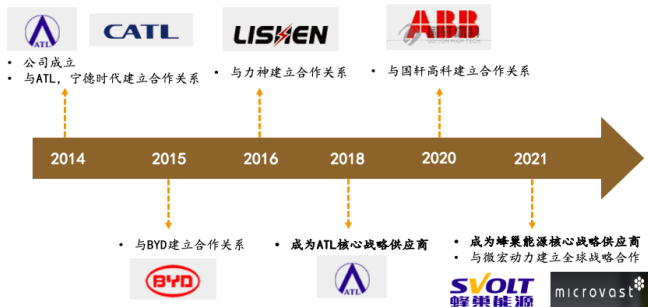 ATL
CATL
LISHEN
ABB
• 公司成立
• 与ATL，宁德时代建立合作关系
• 与力神建立合作关系
• 与国轩高科建立合作关系
2014
2015
2016
2018
2020
2021
• 与BYD建立合作关系
• 成为ATL核心战略供应商
• 成为蜂巢能源核心战略供应商
• 与微宏动力建立全球战略合作
BYD
ATL
SVOLT
蜂巢能源
microvast